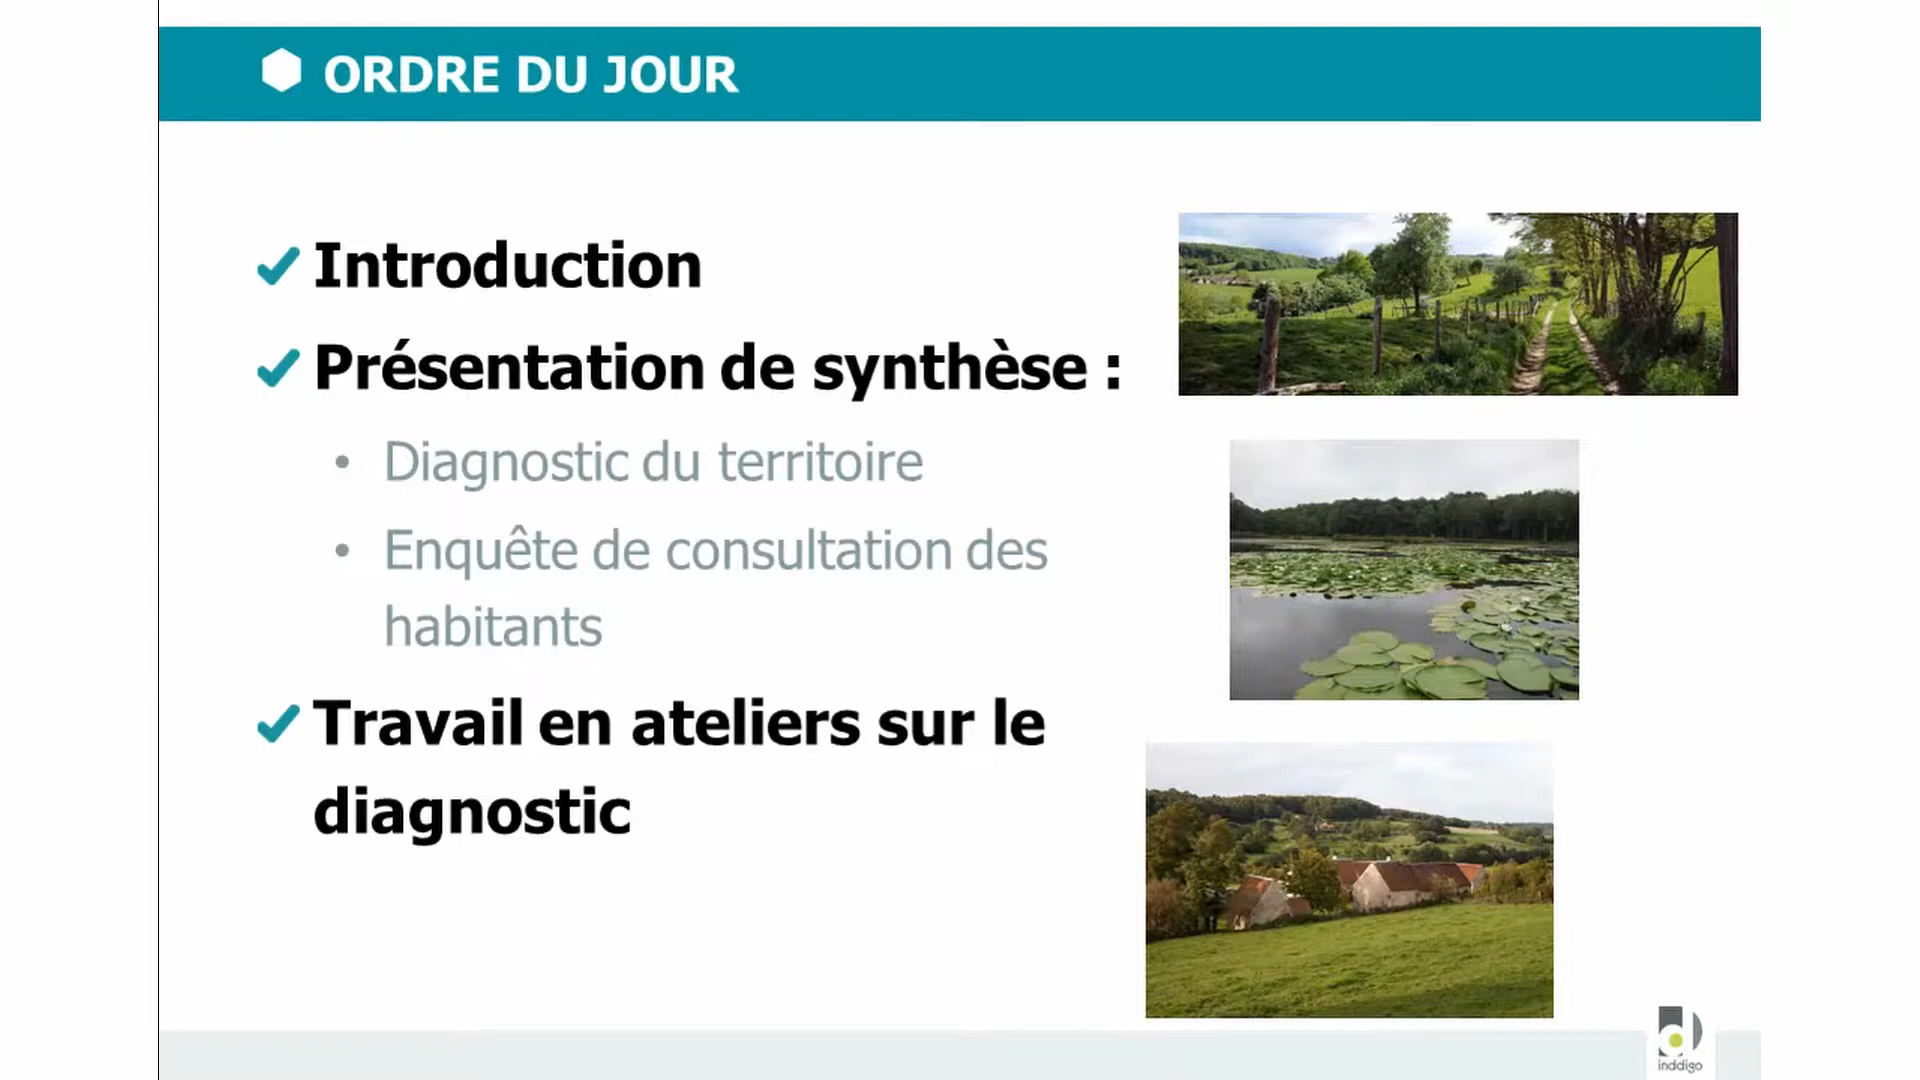 ORDRE DU JOUR
Introduction
Présentation de synthèse :
• Diagnostic du territoire
• Enquête de consultation des
habitants
Travail en ateliers sur le
diagnostic
inddigo